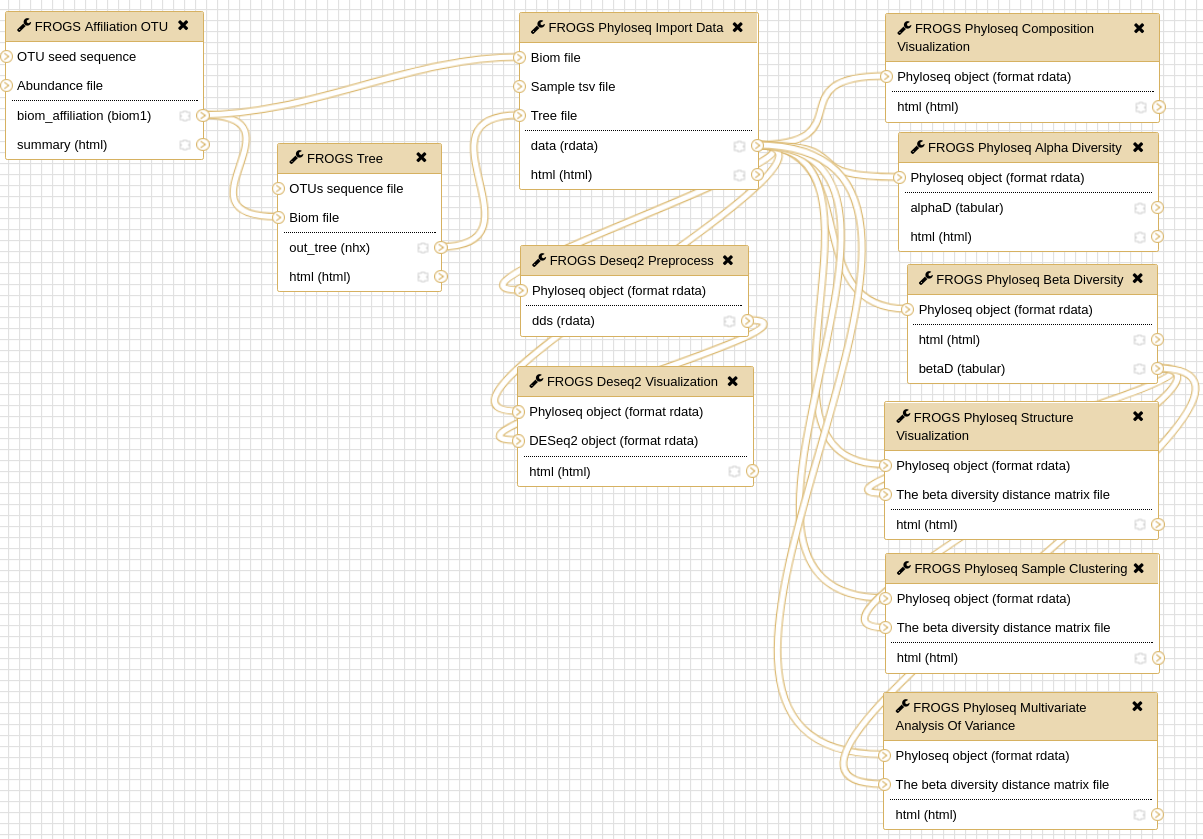 FROGS Affiliation OTU
OTU seed sequence
Abundance file
biom_affiliation (biom1)
summary (html)
FROGS Tree
OTUs sequence file
Biom file
out_tree (nhx)
html (html)
FROGS Phyloseq Import Data
Biom file
Sample tsv file
Tree file
data (rdata)
html (html)
FROGS Deseq2 Preprocess
Phyloseq object (format rdata)
dds (rdata)
FROGS Deseq2 Visualization
Phyloseq object (format rdata)
DESeq2 object (format rdata)
html (html)
FROGS Phyloseq Composition
Visualization
Phyloseq object (format rdata)
html (html)
FROGS Phyloseq Alpha Diversity
Phyloseq object (format rdata)
alphaD (tabular)
html (html)
FROGS Phyloseq Beta Diversity
Phyloseq object (format rdata)
html (html)
betaD (tabular)
FROGS Phyloseq Structure
Visualization
Phyloseq object (format rdata)
The beta diversity distance matrix file
html (html)
FROGS Phyloseq Sample Clustering
Phyloseq object (format rdata)
The beta diversity distance matrix file
html (html)
FROGS Phyloseq Multivariate
Analysis Of Variance
Phyloseq object (format rdata)
The beta diversity distance matrix file
html (html)